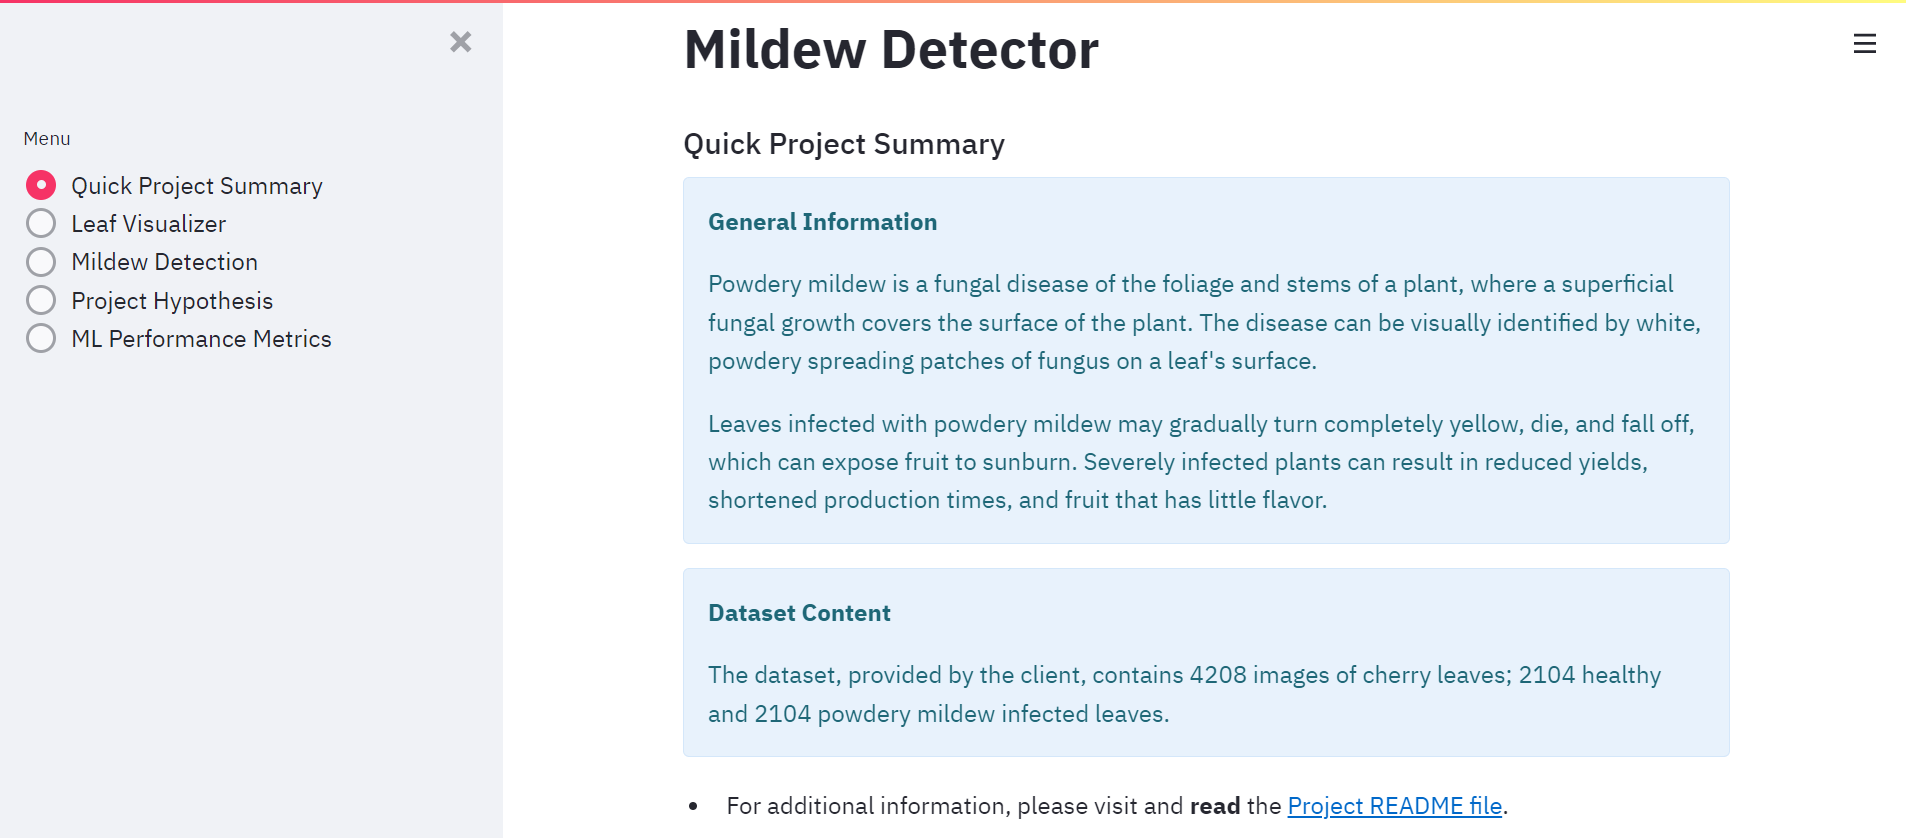 Mildew Detector
Menu
Quick Project Summary
Leaf Visualizer
Mildew Detection
Project Hypothesis
ML Performance Metrics
Quick Project Summary
General Information
Powdery mildew is a fungal disease of the foliage and stems of a plant, where a superficial
fungal growth covers the surface of the plant. The disease can be visually identified by white,
powdery spreading patches of fungus on a leaf's surface.
Leaves infected with powdery mildew may gradually turn completely yellow, die, and fall off,
which can expose fruit to sunburn. Severely infected plants can result in reduced yields,
shortened production times, and fruit that has little flavor.
Dataset Content
The dataset, provided by the client, contains 4208 images of cherry leaves; 2104 healthy
and 2104 powdery mildew infected leaves.
• For additional information, please visit and read the Project README file.